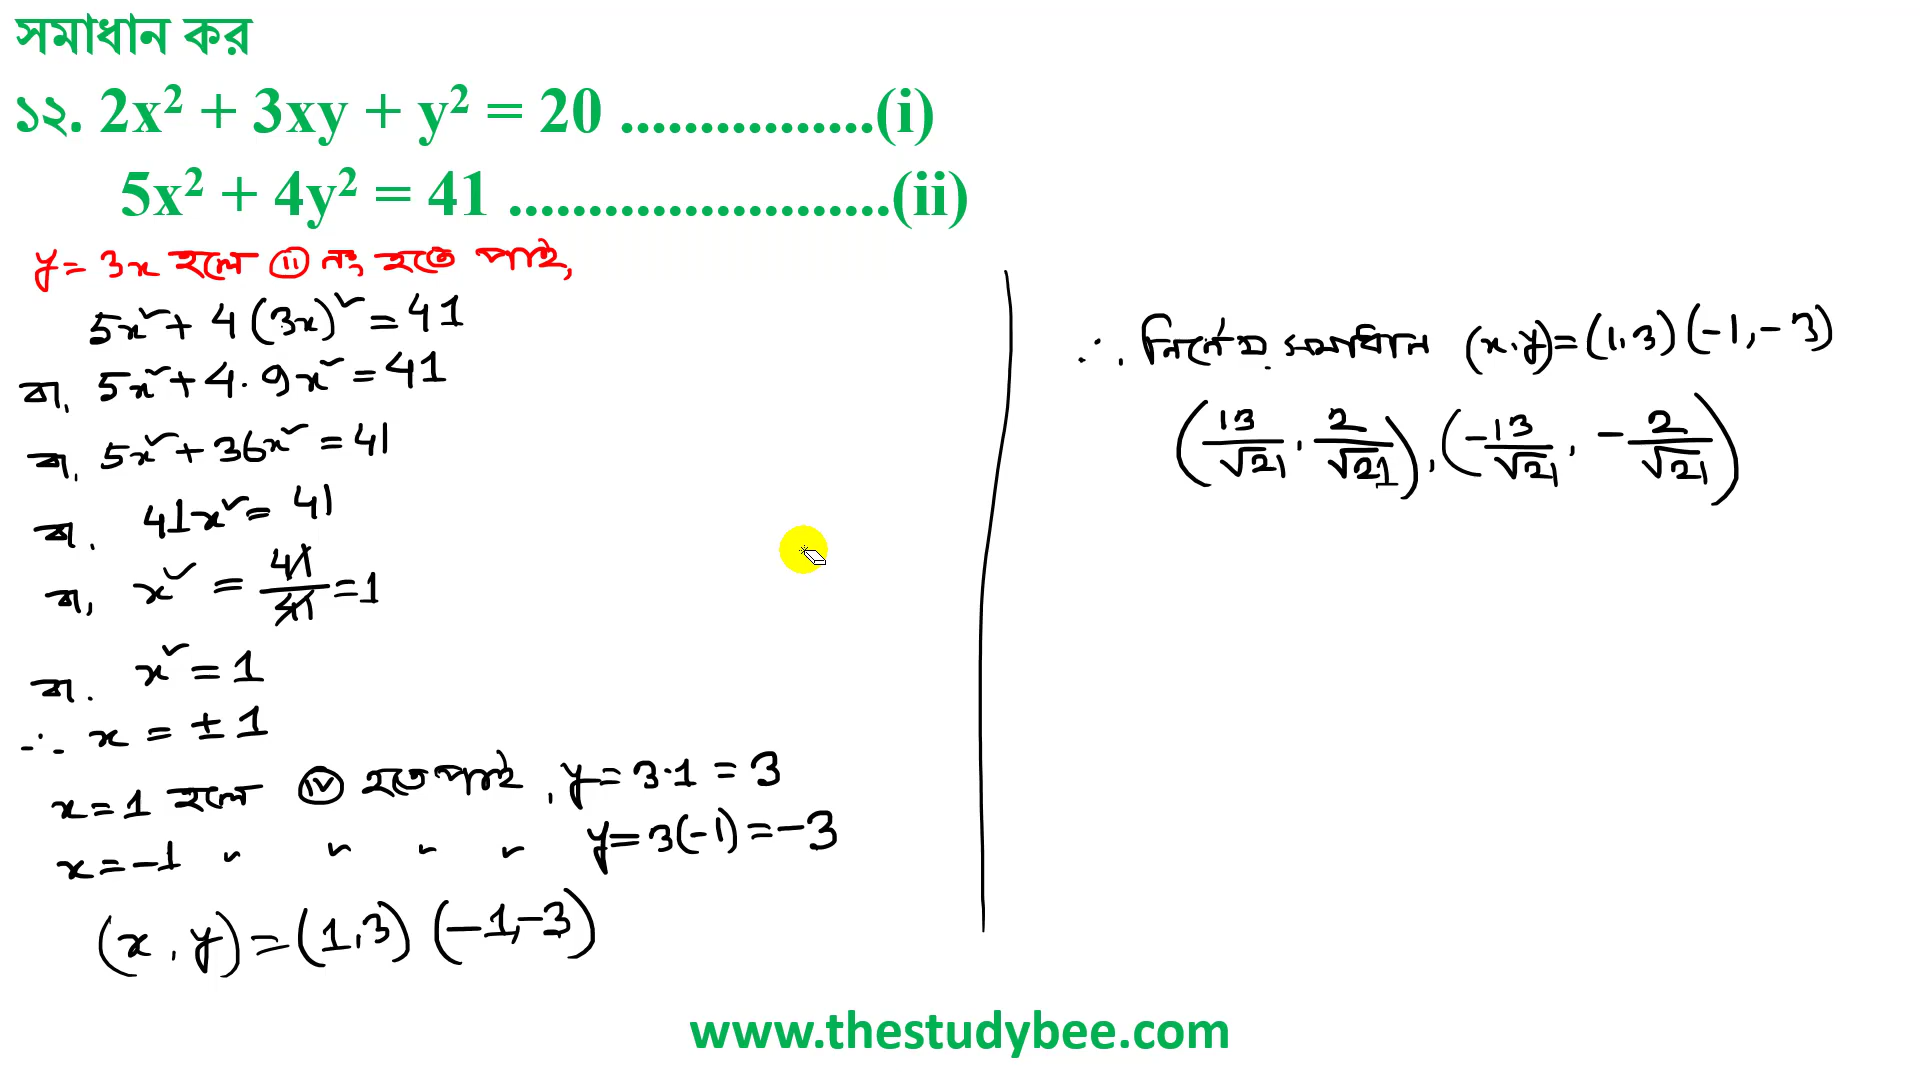 সমাধান কর
১২. 2x² + 3xy + y² = 20 ................(i)
5x² + 4y² = 41 ........................(ii)
y = 3x হলে (ii) নং হতে পাই,
5x² + 4(3x)² = 41
বা, 5x² + 4. 9x² = 41
বা, 5x² + 36x² = 41
বা, 41x² = 41
বা, x² = 41/41 = 1
বা, x² = 1
∴ x = ± 1
x = 1 হলে (iv) হতে পাই, y = 3·1 = 3
x = -1 " " " " y = 3(-1) = -3
(x, y) = (1, 3) (-1, -3)
∴ নির্ণেয় সমাধান (x, y) = (1, 3) (-1, -3)
(13/√21, 2/√21), (-13/√21, -2/√21)
www.thestudybee.com